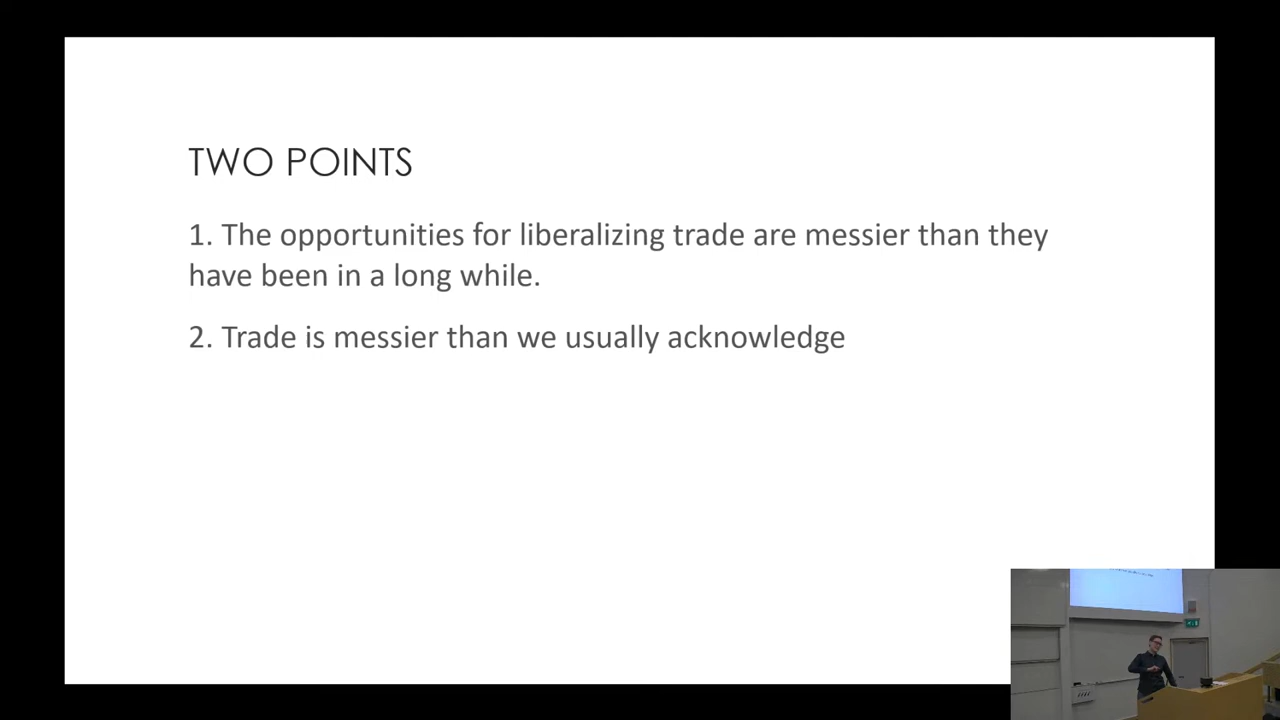 TWO POINTS
1. The opportunities for liberalizing trade are messier than they
have been in a long while.
2. Trade is messier than we usually acknowledge